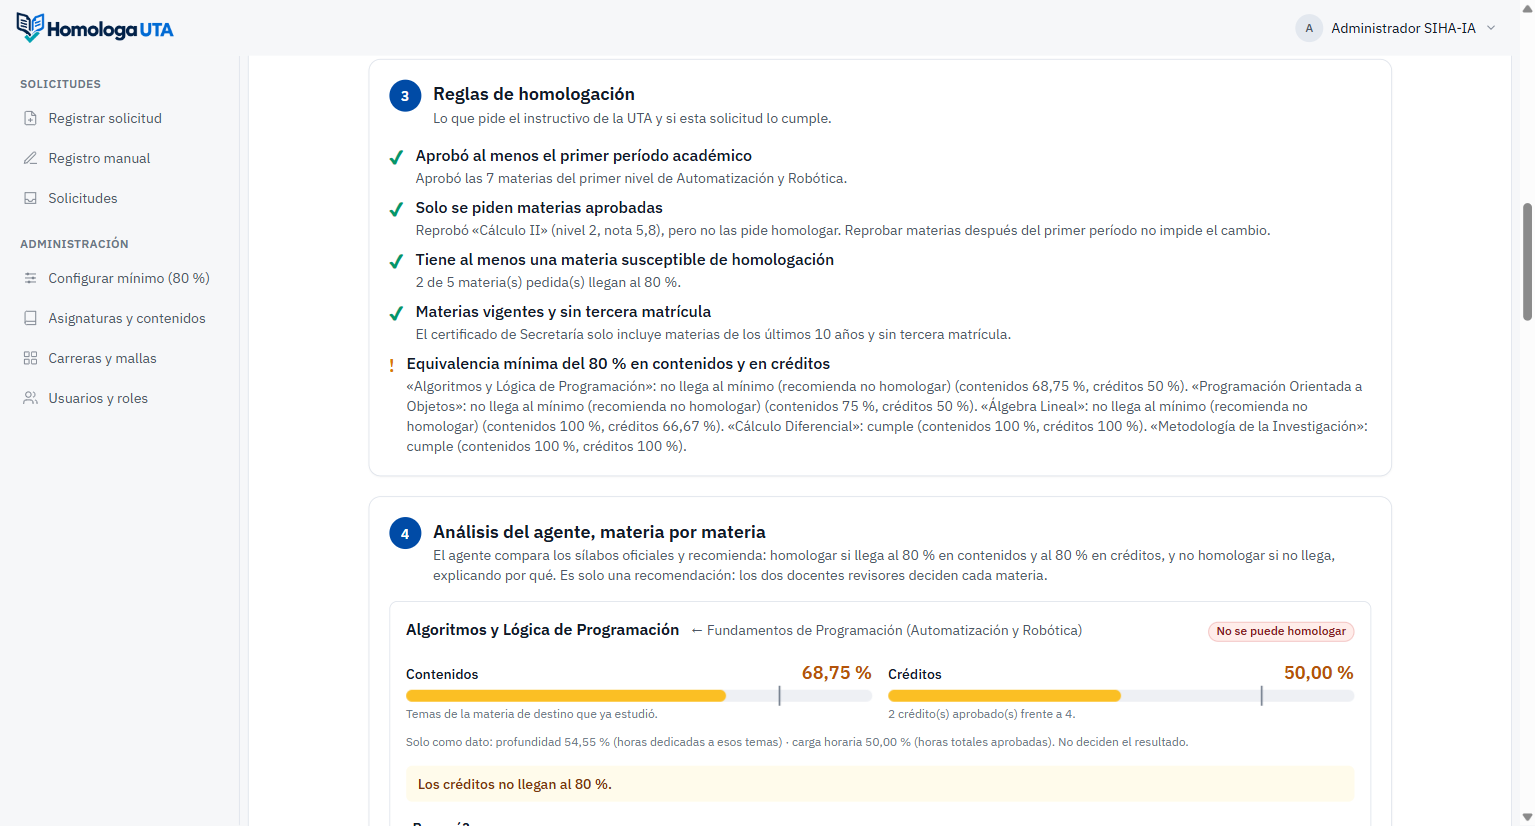 HomologaUTA
A
Administrador SIHA-IA
SOLICITUDES
Registrar solicitud
Registro manual
Solicitudes
ADMINISTRACIÓN
Configurar mínimo (80 %)
Asignaturas y contenidos
Carreras y mallas
Usuarios y roles
3
Reglas de homologación
Lo que pide el instructivo de la UTA y si esta solicitud lo cumple.
Aprobó al menos el primer período académico
Aprobó las 7 materias del primer nivel de Automatización y Robótica.
Solo se piden materias aprobadas
Reprobó «Cálculo II» (nivel 2, nota 5,8), pero no las pide homologar. Reprobar materias después del primer período no impide el cambio.
Tiene al menos una materia susceptible de homologación
2 de 5 materia(s) pedida(s) llegan al 80 %.
Materias vigentes y sin tercera matrícula
El certificado de Secretaría solo incluye materias de los últimos 10 años y sin tercera matrícula.
! Equivalencia mínima del 80 % en contenidos y en créditos
«Algoritmos y Lógica de Programación»: no llega al mínimo (recomienda no homologar) (contenidos 68,75 %, créditos 50 %). «Programación Orientada a
Objetos»: no llega al mínimo (recomienda no homologar) (contenidos 75 %, créditos 50 %). «Álgebra Lineal»: no llega al mínimo (recomienda no
homologar) (contenidos 100 %, créditos 66,67 %). «Cálculo Diferencial»: cumple (contenidos 100 %, créditos 100 %). «Metodología de la Investigación»:
cumple (contenidos 100 %, créditos 100 %).
4
Análisis del agente, materia por materia
El agente compara los sílabos oficiales y recomienda: homologar si llega al 80 % en contenidos y al 80 % en créditos, y no homologar si no llega,
explicando por qué. Es solo una recomendación: los dos docentes revisores deciden cada materia.
Algoritmos y Lógica de Programación ← Fundamentos de Programación (Automatización y Robótica)
No se puede homologar
Contenidos 68,75 %
Créditos 50,00 %
Temas de la materia de destino que ya estudió.
2 crédito(s) aprobado(s) frente a 4.
Solo como dato: profundidad 54,55 % (horas dedicadas a esos temas) · carga horaria 50,00 % (horas totales aprobadas). No deciden el resultado.
Los créditos no llegan al 80 %.